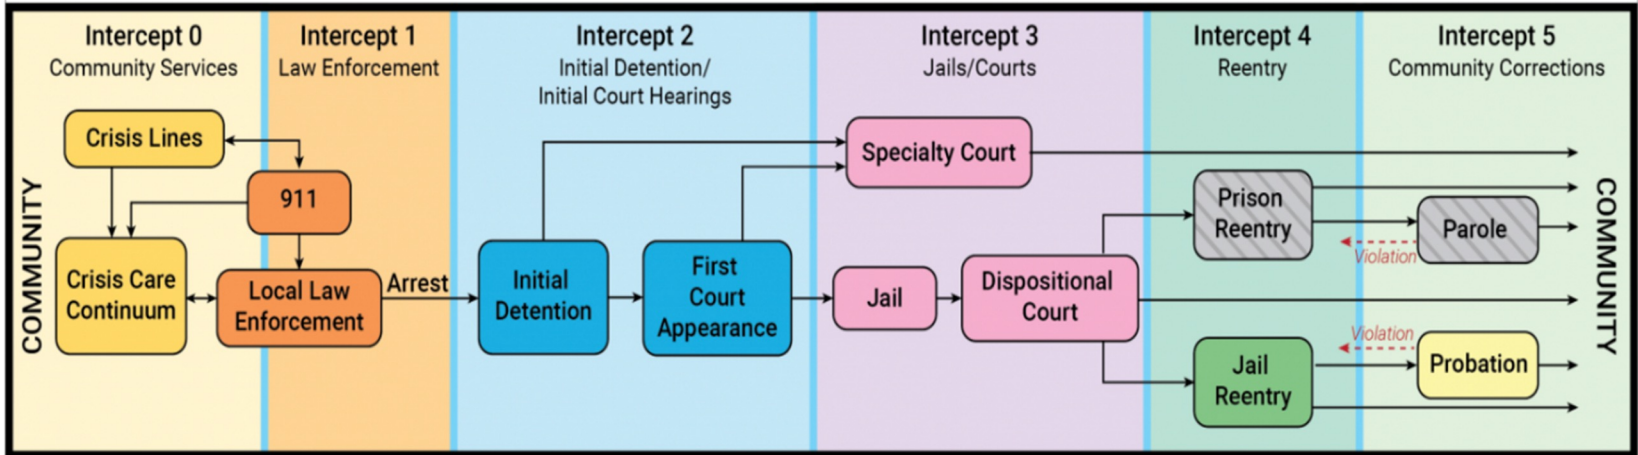 Intercept 0
Community Services
Intercept 1
Law Enforcement
Intercept 2
Initial Detention/
Initial Court Hearings
Intercept 3
Jails/Courts
Intercept 4
Reentry
Intercept 5
Community Corrections
COMMUNITY
Crisis Lines
911
Crisis Care
Continuum
Local Law
Enforcement
Arrest
Initial
Detention
First
Court
Appearance
Specialty Court
Jail
Dispositional
Court
Prison
Reentry
Parole
Violation
Jail
Reentry
Violation
Probation
COMMUNITY